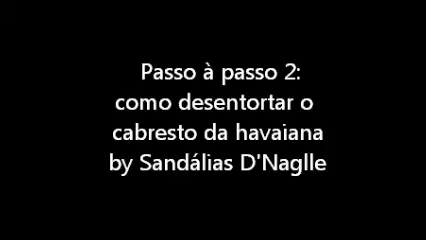 Passo à passo 2:
como desentortar o
cabresto da havaiana
by Sandálias D'Naglle